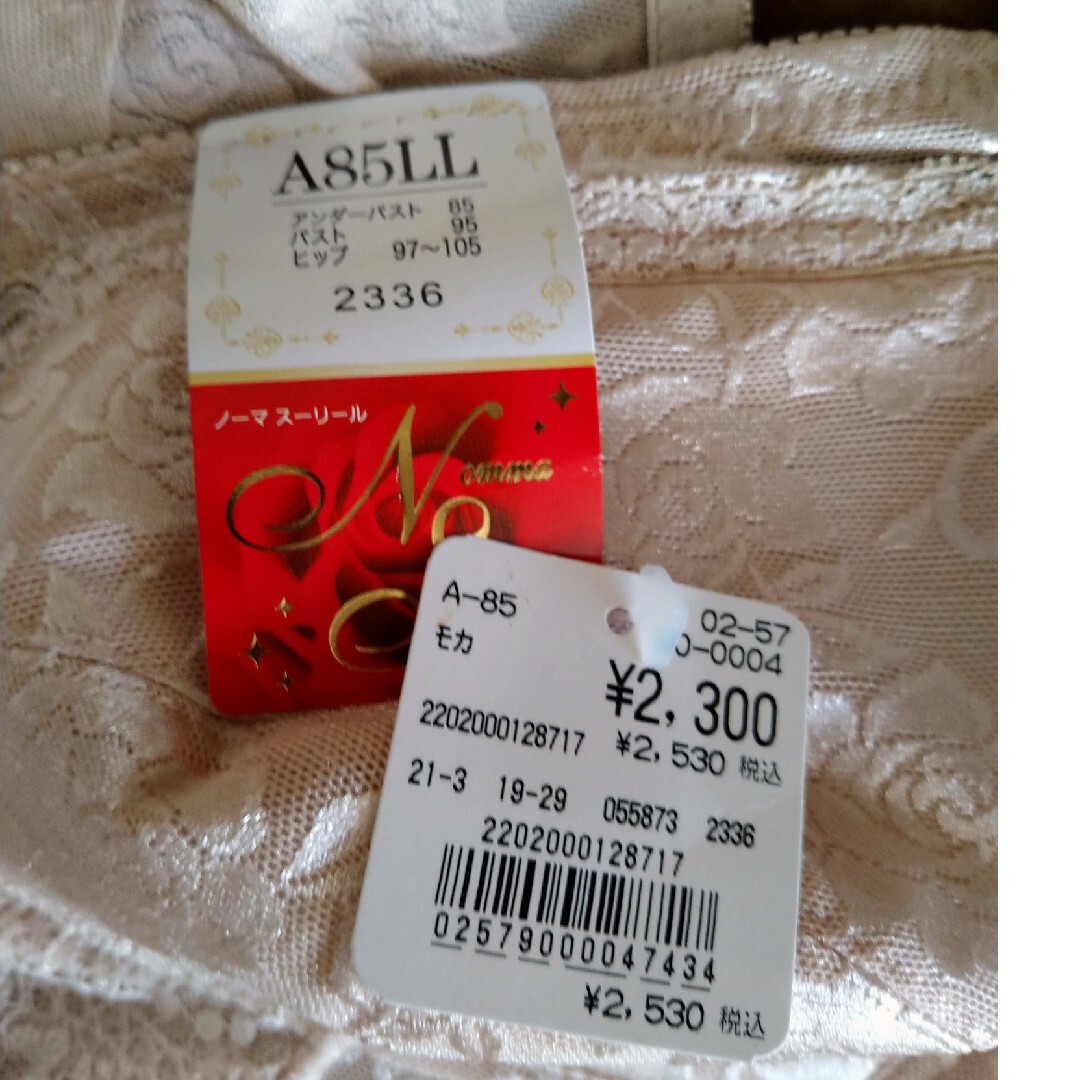 A85LL
アンダーバスト 85
バスト 95
ヒップ 97～105
2336
ノーマ スーリール
Nomma
A-85
モカ
02-57
0-0004
¥2,300
2202000128717 ¥2,530 税込
21-3 19-29 055873 2336
2202000128717
0257900047434
¥2,530 税込